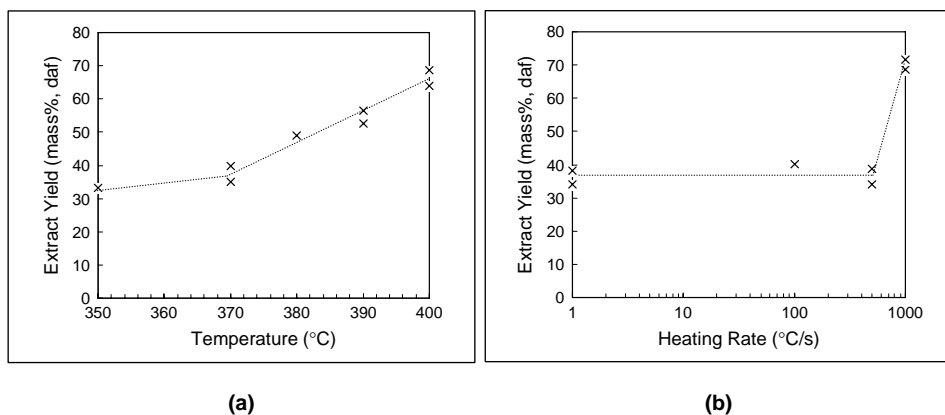 80
70
60
50
40
30
20
10
0
350 360 370 380 390 400
Extract Yield (mass%, daf)
Temperature (°C)
(a)
80
70
60
50
40
30
20
10
0
1 10 100 1000
Extract Yield (mass%, daf)
Heating Rate (°C/s)
(b)